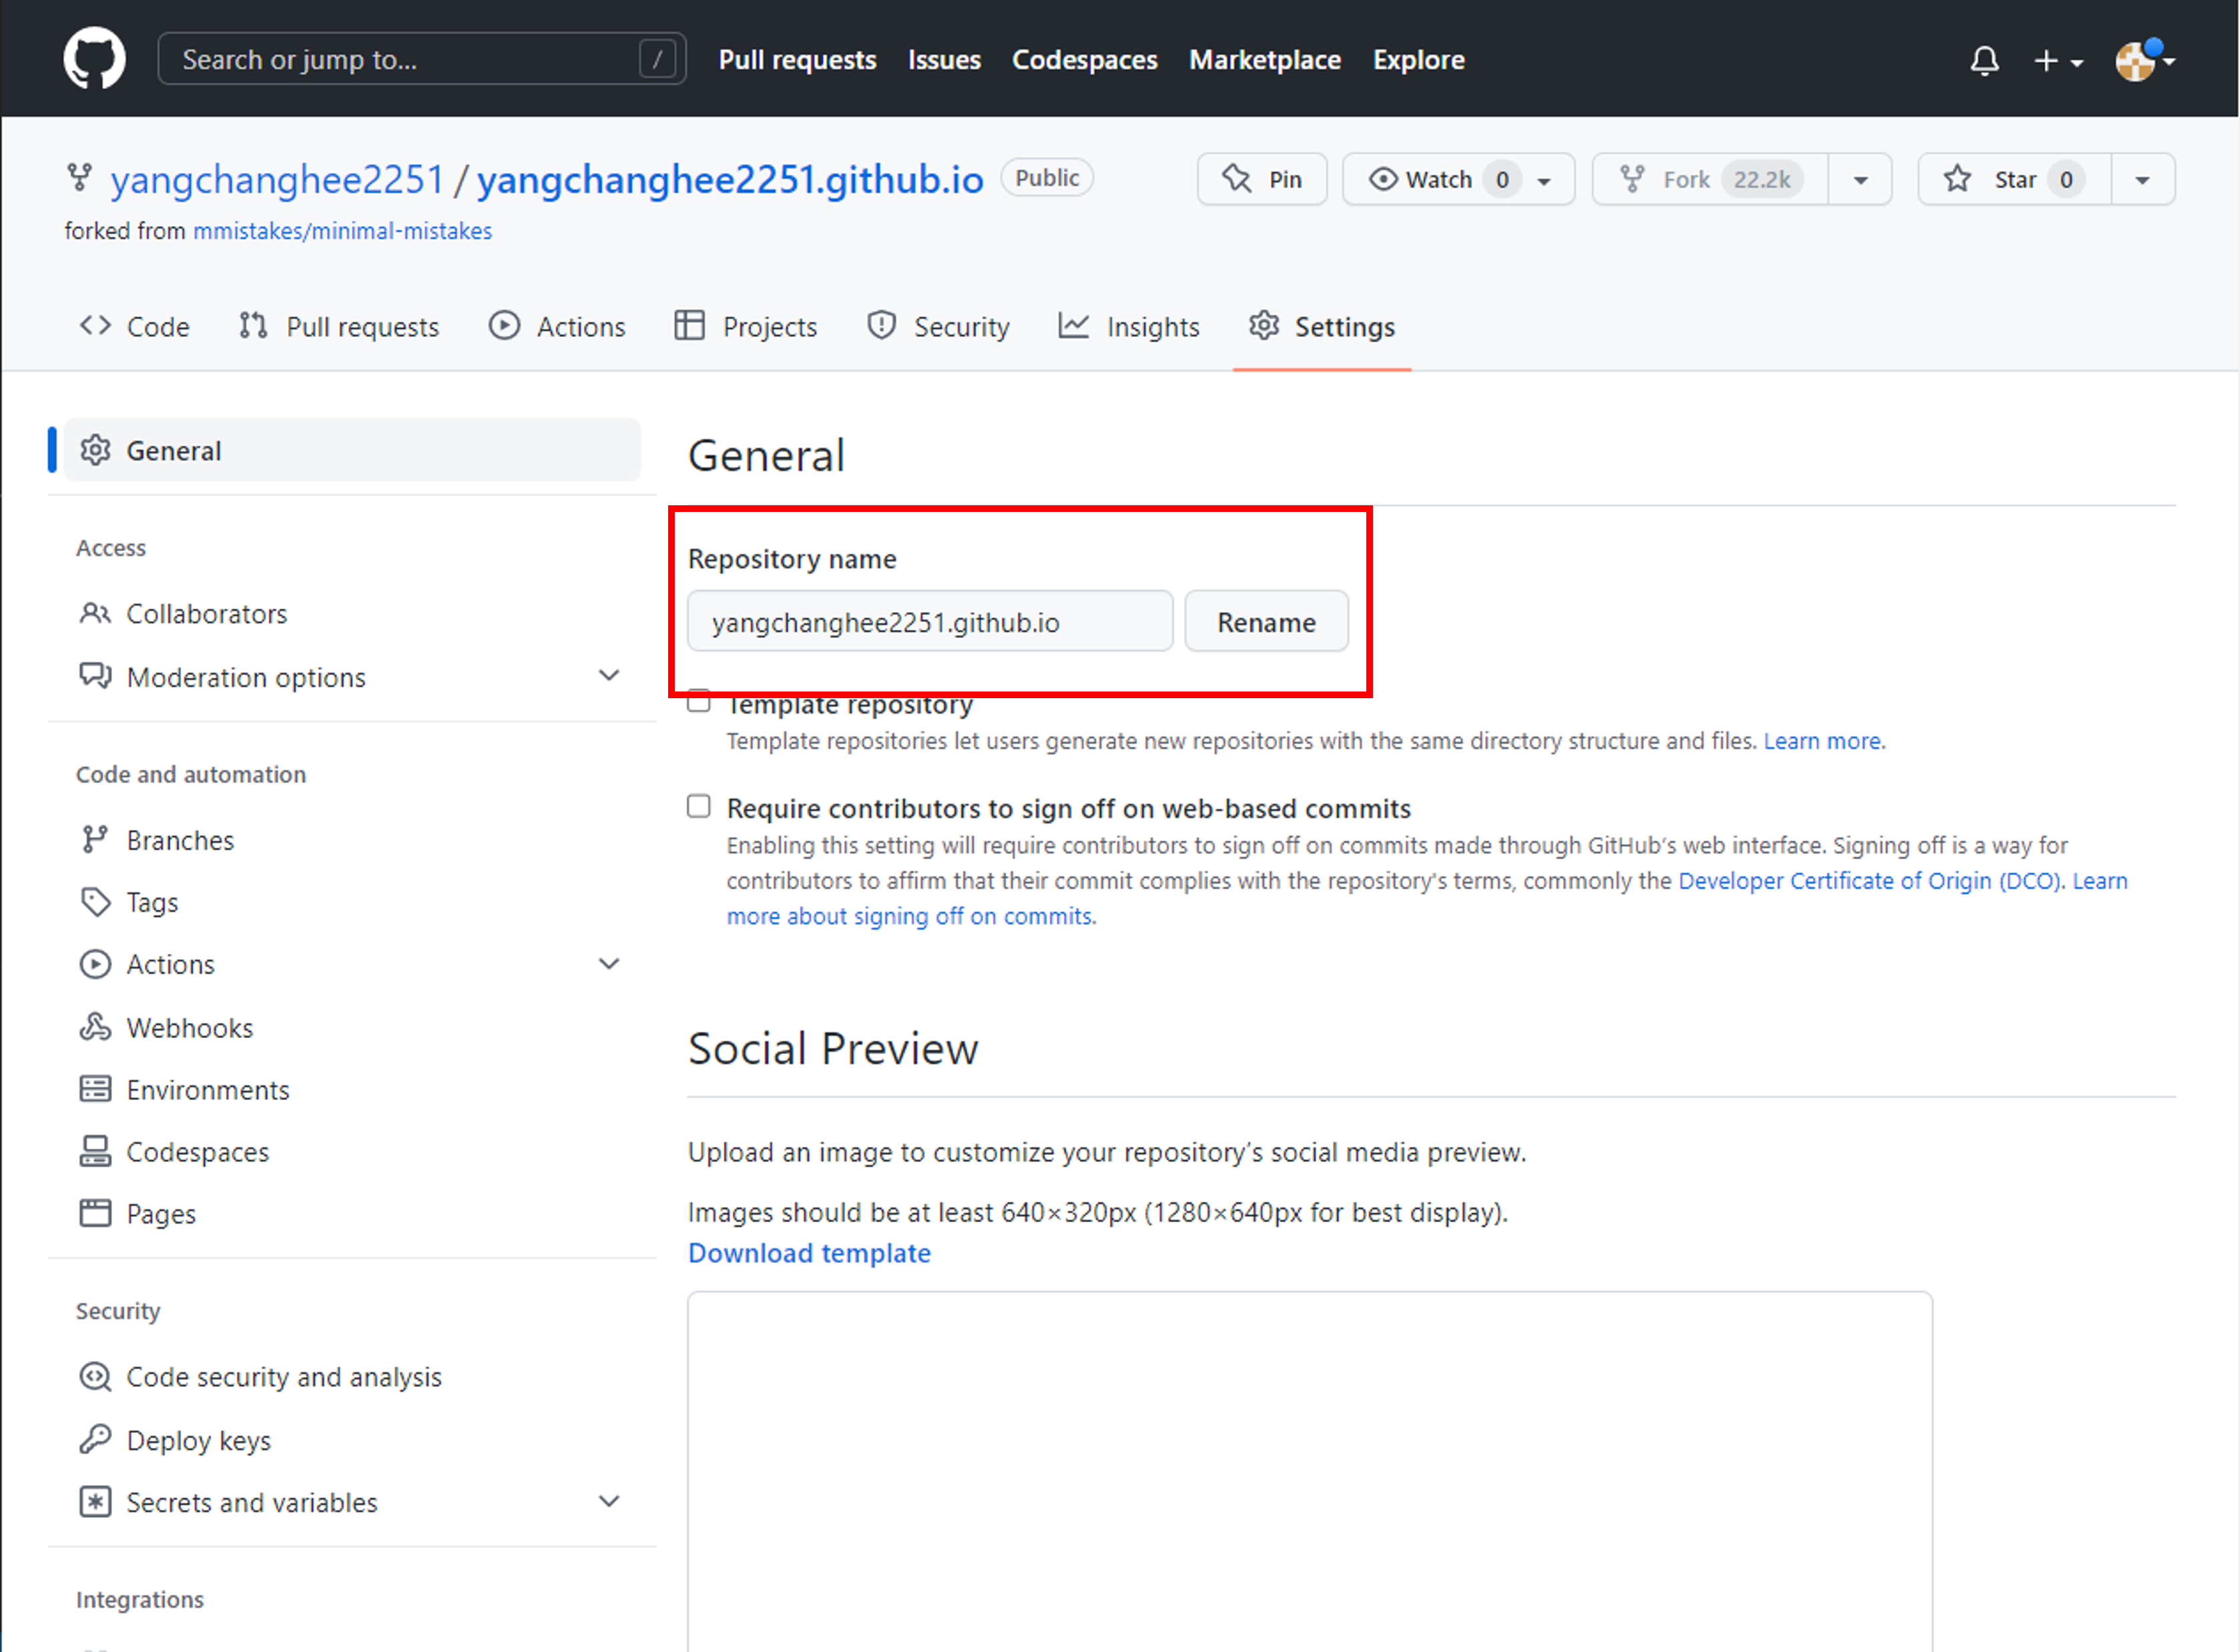 Search or jump to... /
Pull requests Issues Codespaces Marketplace Explore
yangchanghee2251 / yangchanghee2251.github.io Public
Pin Watch 0 Fork 22.2k Star 0
forked from mmistakes/minimal-mistakes
Code Pull requests Actions Projects Security Insights Settings
General
Access
Collaborators
Moderation options
Code and automation
Branches
Tags
Actions
Webhooks
Environments
Codespaces
Pages
Security
Code security and analysis
Deploy keys
Secrets and variables
Integrations
General
Repository name
yangchanghee2251.github.io Rename
Template repository
Template repositories let users generate new repositories with the same directory structure and files. Learn more.
Require contributors to sign off on web-based commits
Enabling this setting will require contributors to sign off on commits made through GitHub's web interface. Signing off is a way for
contributors to affirm that their commit complies with the repository's terms, commonly the Developer Certificate of Origin (DCO). Learn
more about signing off on commits.
Social Preview
Upload an image to customize your repository's social media preview.
Images should be at least 640×320px (1280×640px for best display).
Download template